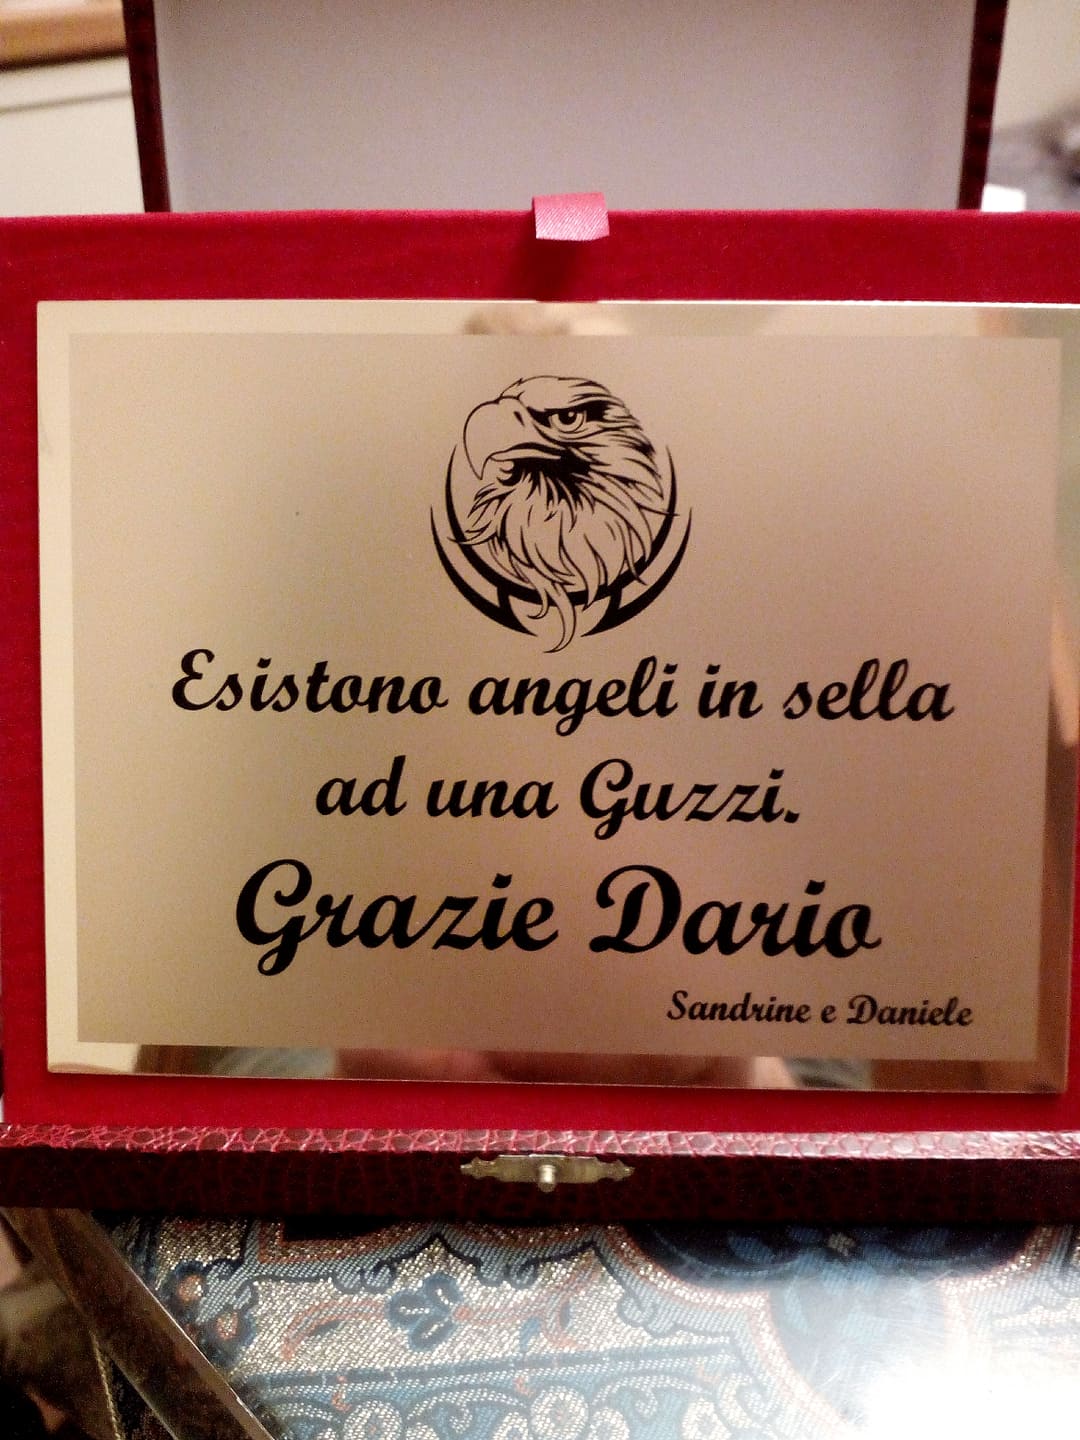 Esistono angeli in sella
ad una Guzzi.
Grazie Dario
Sandrine e Daniele